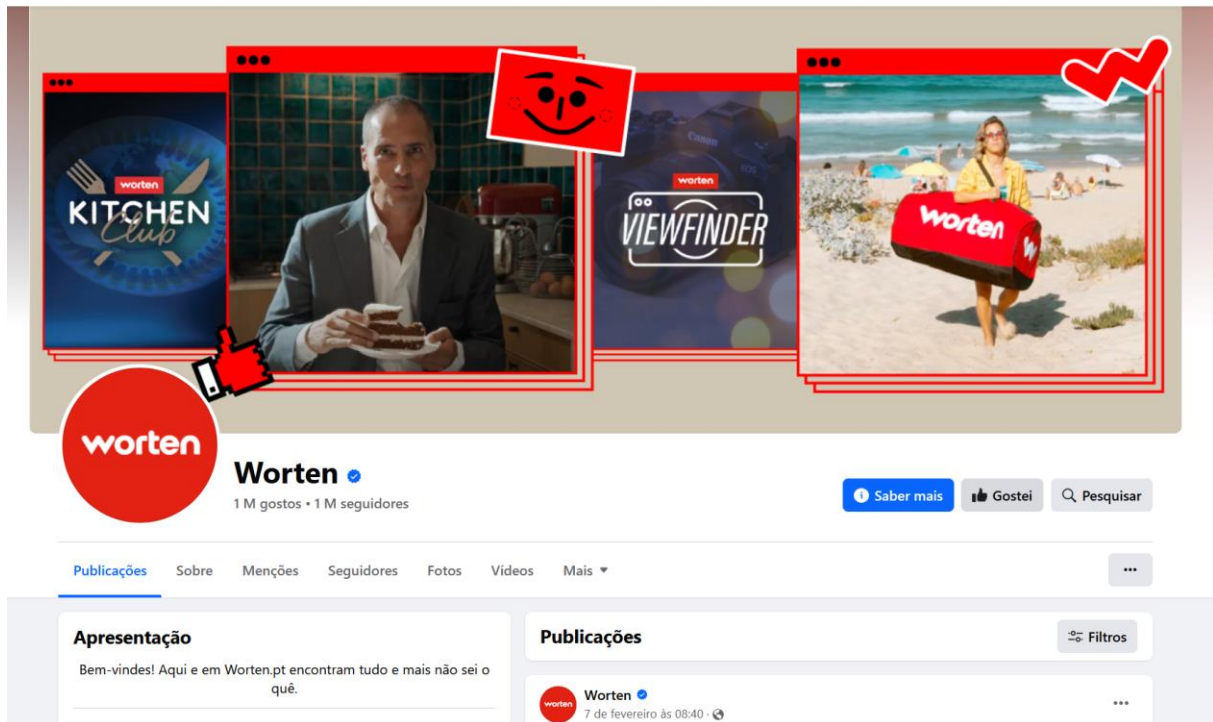 worten
KITCHEN
Club
Canon
EOS
worten
VIEWFINDER
worten
worten
Worten
1 M gostos • 1 M seguidores
Saber mais
Gostei
Pesquisar
Publicações Sobre Menções Seguidores Fotos Vídeos Mais
Apresentação
Bem-vindes! Aqui e em Worten.pt encontram tudo e mais não sei o
quê.
Publicações
Filtros
worten
Worten
7 de fevereiro às 08:40 ·